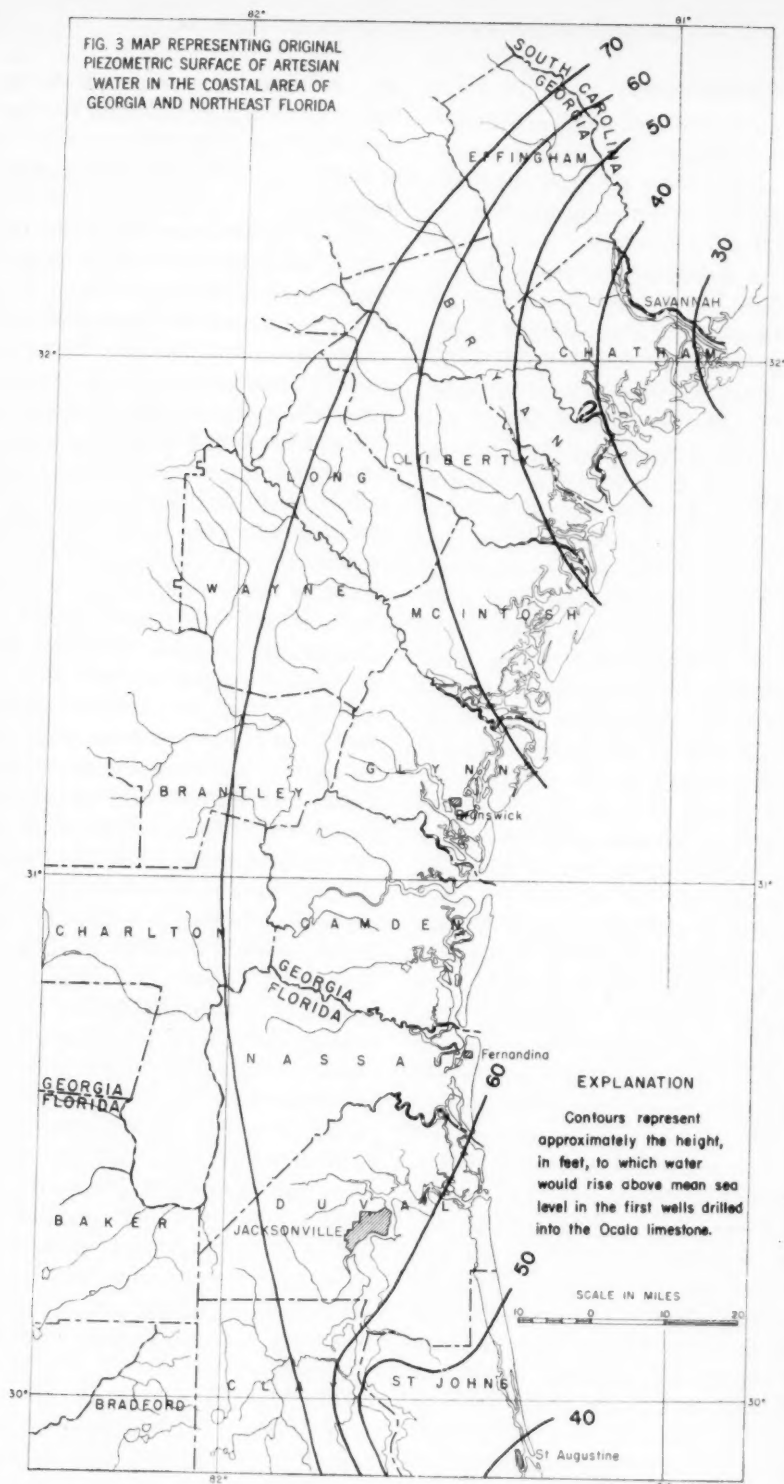 FIG. 3 MAP REPRESENTING ORIGINAL
PIEZOMETRIC SURFACE OF ARTESIAN
WATER IN THE COASTAL AREA OF
GEORGIA AND NORTHEAST FLORIDA
82°
81°
SOUTH CAROLINA
GEORGIA
70
60
50
40
30
EFFINGHAM
SAVANNAH
BRYAN
CHATHAM
32°
32°
LIBERTY
LONG
WAYNE
MCINTOSH
GLYNN
BRANTLEY
Brunswick
31°
31°
CHARLTON
CAMDEN
GEORGIA
FLORIDA
NASSAU
Fernandina
60
GEORGIA
FLORIDA
EXPLANATION
Contours represent
approximately the height,
in feet, to which water
would rise above mean sea
level in the first wells drilled
into the Ocala limestone.
DUVAL
BAKER
JACKSONVILLE
50
SCALE IN MILES
10 0 10 20
30°
30°
CLA
ST JOHNS
BRADFORD
40
St Augustine
82°